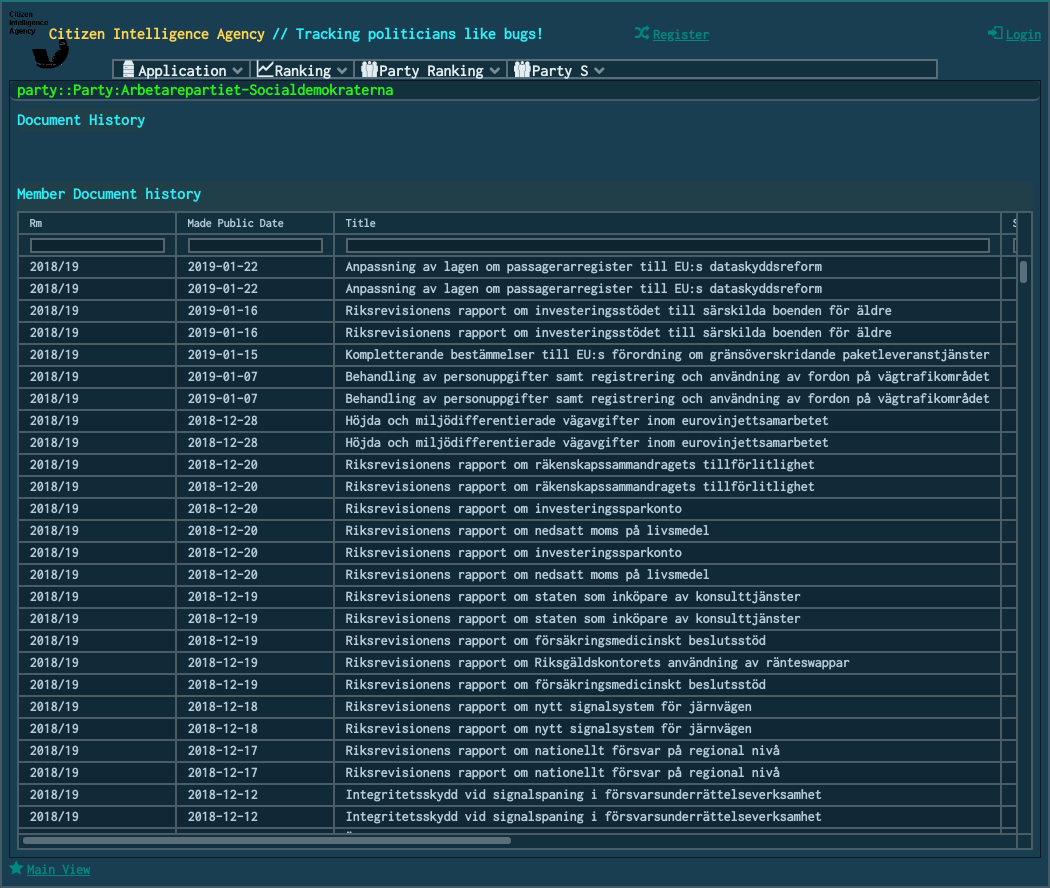 Citizen
Intelligence
Agency
Citizen Intelligence Agency // Tracking politicians like bugs!
Register
Login
Application
Ranking
Party Ranking
Party S
party::Party:Arbetarepartiet-Socialdemokraterna
Document History
Member Document history
Rm Made Public Date Title
2018/19 2019-01-22 Anpassning av lagen om passagerarregister till EU:s dataskyddsreform
2018/19 2019-01-22 Anpassning av lagen om passagerarregister till EU:s dataskyddsreform
2018/19 2019-01-16 Riksrevisionens rapport om investeringsstödet till särskilda boenden för äldre
2018/19 2019-01-16 Riksrevisionens rapport om investeringsstödet till särskilda boenden för äldre
2018/19 2019-01-15 Kompletterande bestämmelser till EU:s förordning om gränsöverskridande paketleveranstjänster
2018/19 2019-01-07 Behandling av personuppgifter samt registrering och användning av fordon på vägtrafikområdet
2018/19 2019-01-07 Behandling av personuppgifter samt registrering och användning av fordon på vägtrafikområdet
2018/19 2018-12-28 Höjda och miljödifferentierade vägavgifter inom eurovinjettsamarbetet
2018/19 2018-12-28 Höjda och miljödifferentierade vägavgifter inom eurovinjettsamarbetet
2018/19 2018-12-20 Riksrevisionens rapport om räkenskapssammandragets tillförlitlighet
2018/19 2018-12-20 Riksrevisionens rapport om räkenskapssammandragets tillförlitlighet
2018/19 2018-12-20 Riksrevisionens rapport om investeringssparkonto
2018/19 2018-12-20 Riksrevisionens rapport om nedsatt moms på livsmedel
2018/19 2018-12-20 Riksrevisionens rapport om investeringssparkonto
2018/19 2018-12-20 Riksrevisionens rapport om nedsatt moms på livsmedel
2018/19 2018-12-19 Riksrevisionens rapport om staten som inköpare av konsulttjänster
2018/19 2018-12-19 Riksrevisionens rapport om staten som inköpare av konsulttjänster
2018/19 2018-12-19 Riksrevisionens rapport om försäkringsmedicinskt beslutsstöd
2018/19 2018-12-19 Riksrevisionens rapport om Riksgäldskontorets användning av ränteswappar
2018/19 2018-12-19 Riksrevisionens rapport om försäkringsmedicinskt beslutsstöd
2018/19 2018-12-18 Riksrevisionens rapport om nytt signalsystem för järnvägen
2018/19 2018-12-18 Riksrevisionens rapport om nytt signalsystem för järnvägen
2018/19 2018-12-17 Riksrevisionens rapport om nationellt försvar på regional nivå
2018/19 2018-12-17 Riksrevisionens rapport om nationellt försvar på regional nivå
2018/19 2018-12-12 Integritetsskydd vid signalspaning i försvarsunderrättelseverksamhet
2018/19 2018-12-12 Integritetsskydd vid signalspaning i försvarsunderrättelseverksamhet
Main View